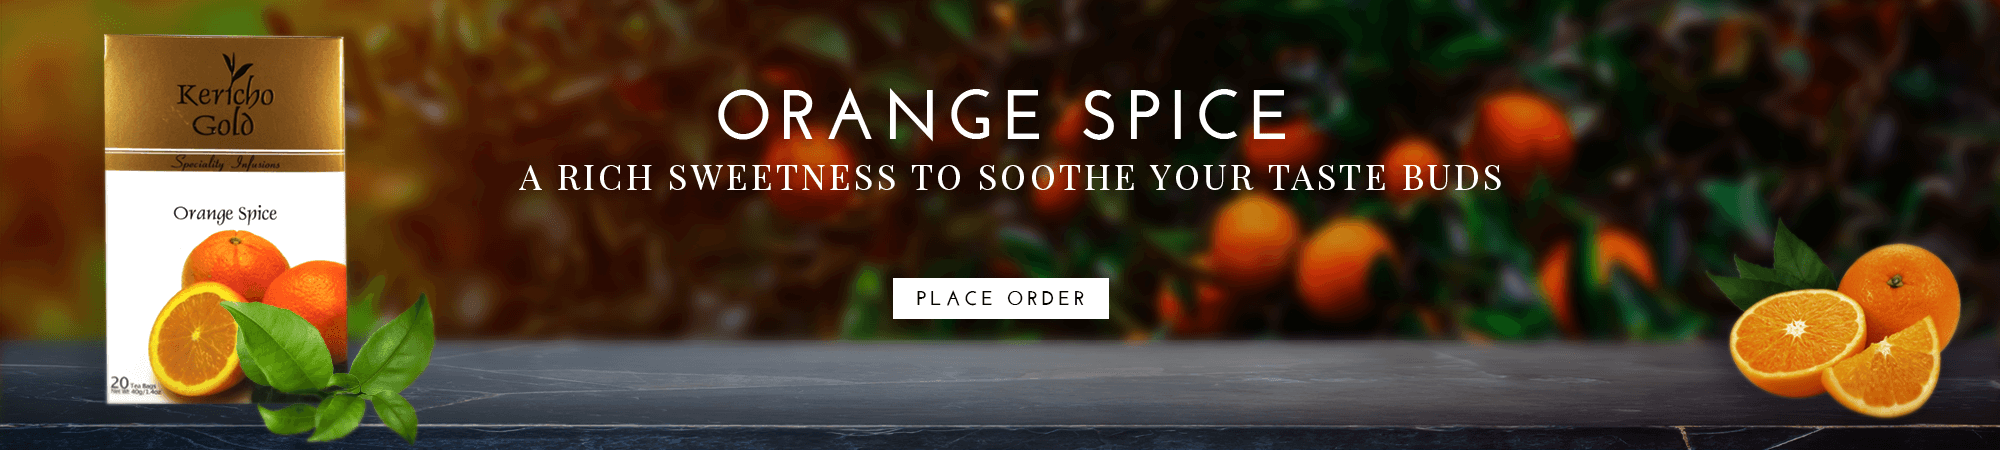 Kericho
Gold
Speciality Infusions
Orange Spice
20 Tea Bags
Net Wt 40g/1.4oz
ORANGE SPICE
A RICH SWEETNESS TO SOOTHE YOUR TASTE BUDS
PLACE ORDER